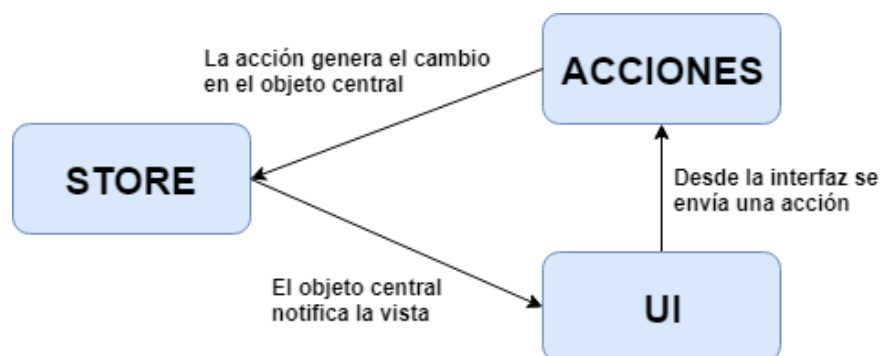 La acción genera el cambio
en el objeto central
ACCIONES
STORE
Desde la interfaz se
envía una acción
El objeto central
notifica la vista
UI